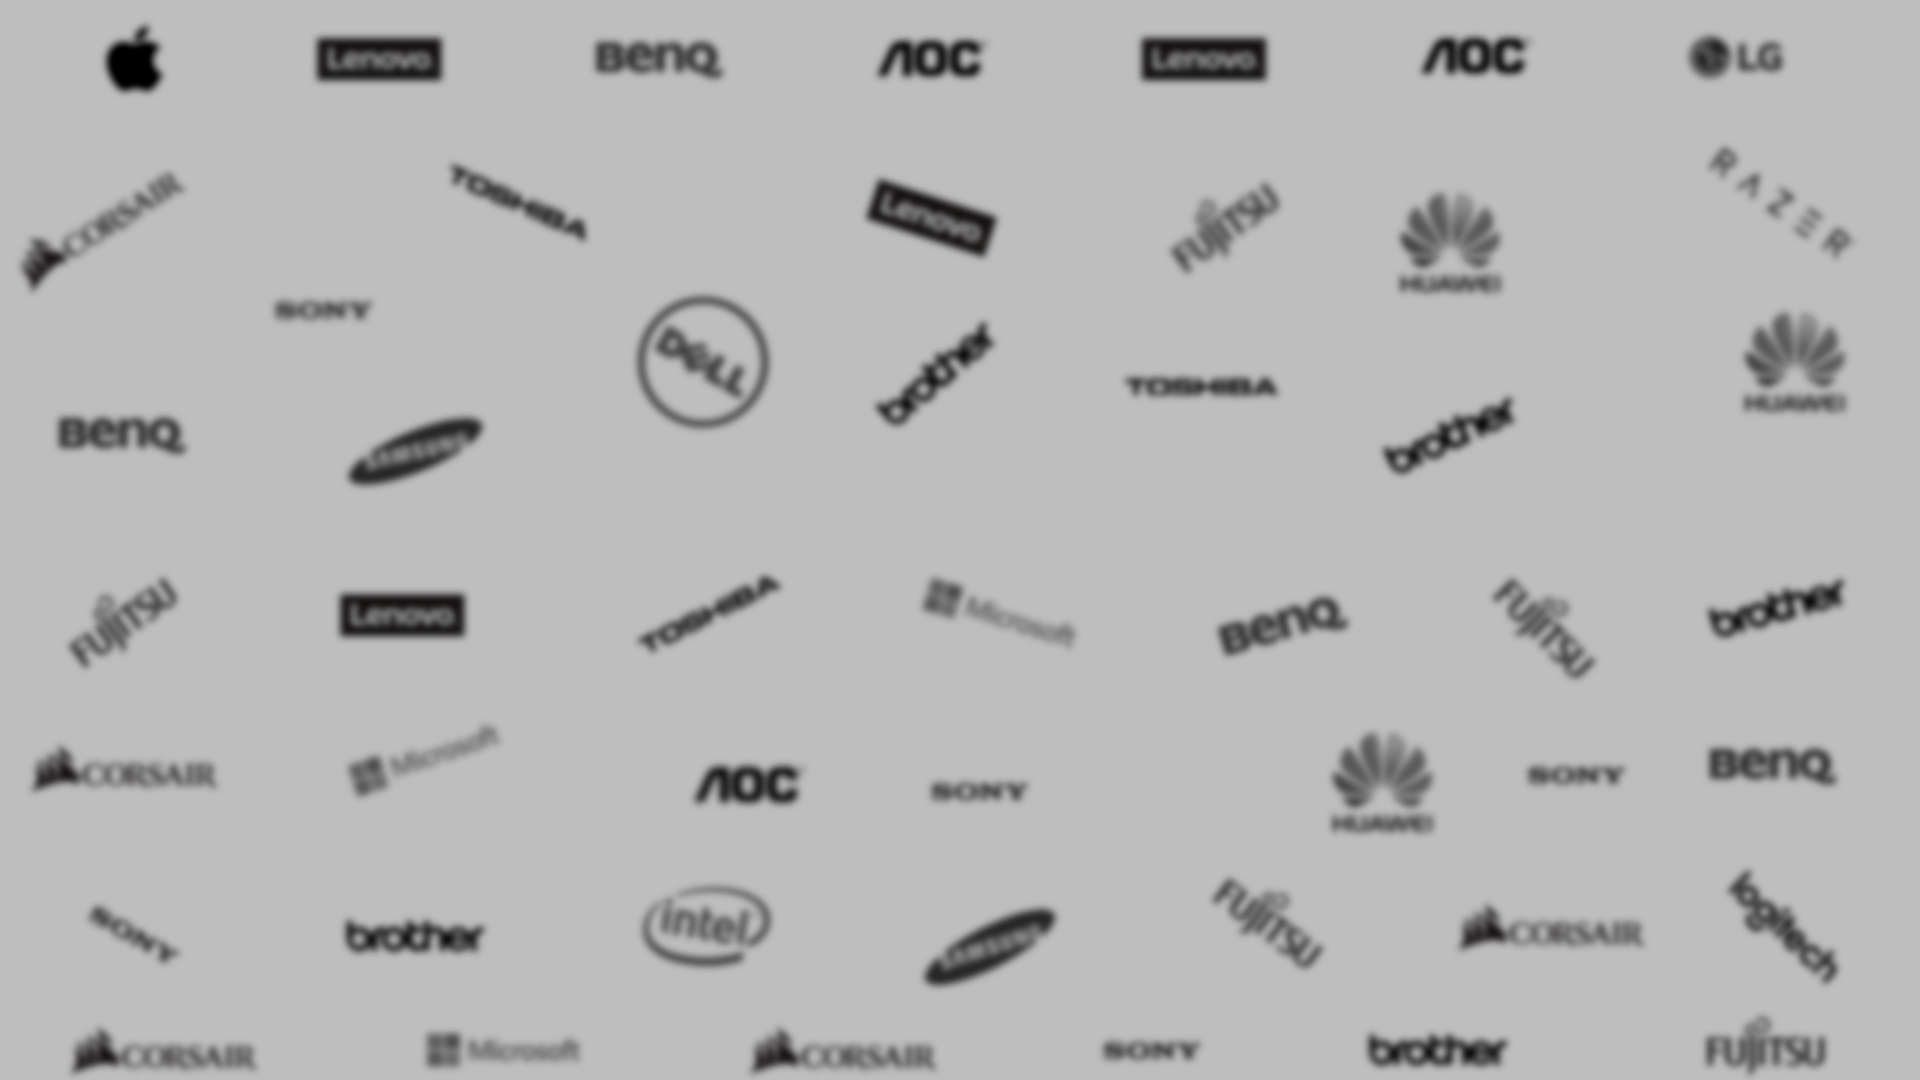 Lenovo BenQ AOC Lenovo AOC LG
CORSAIR TOSHIBA Lenovo FUJITSU HUAWEI RAZER
SONY DELL brother TOSHIBA HUAWEI
BenQ SAMSUNG brother
FUJITSU Lenovo TOSHIBA Microsoft BenQ FUJITSU brother
CORSAIR Microsoft AOC SONY HUAWEI SONY BenQ
SONY brother intel SAMSUNG FUJITSU CORSAIR logitech
CORSAIR Microsoft CORSAIR SONY brother FUJITSU